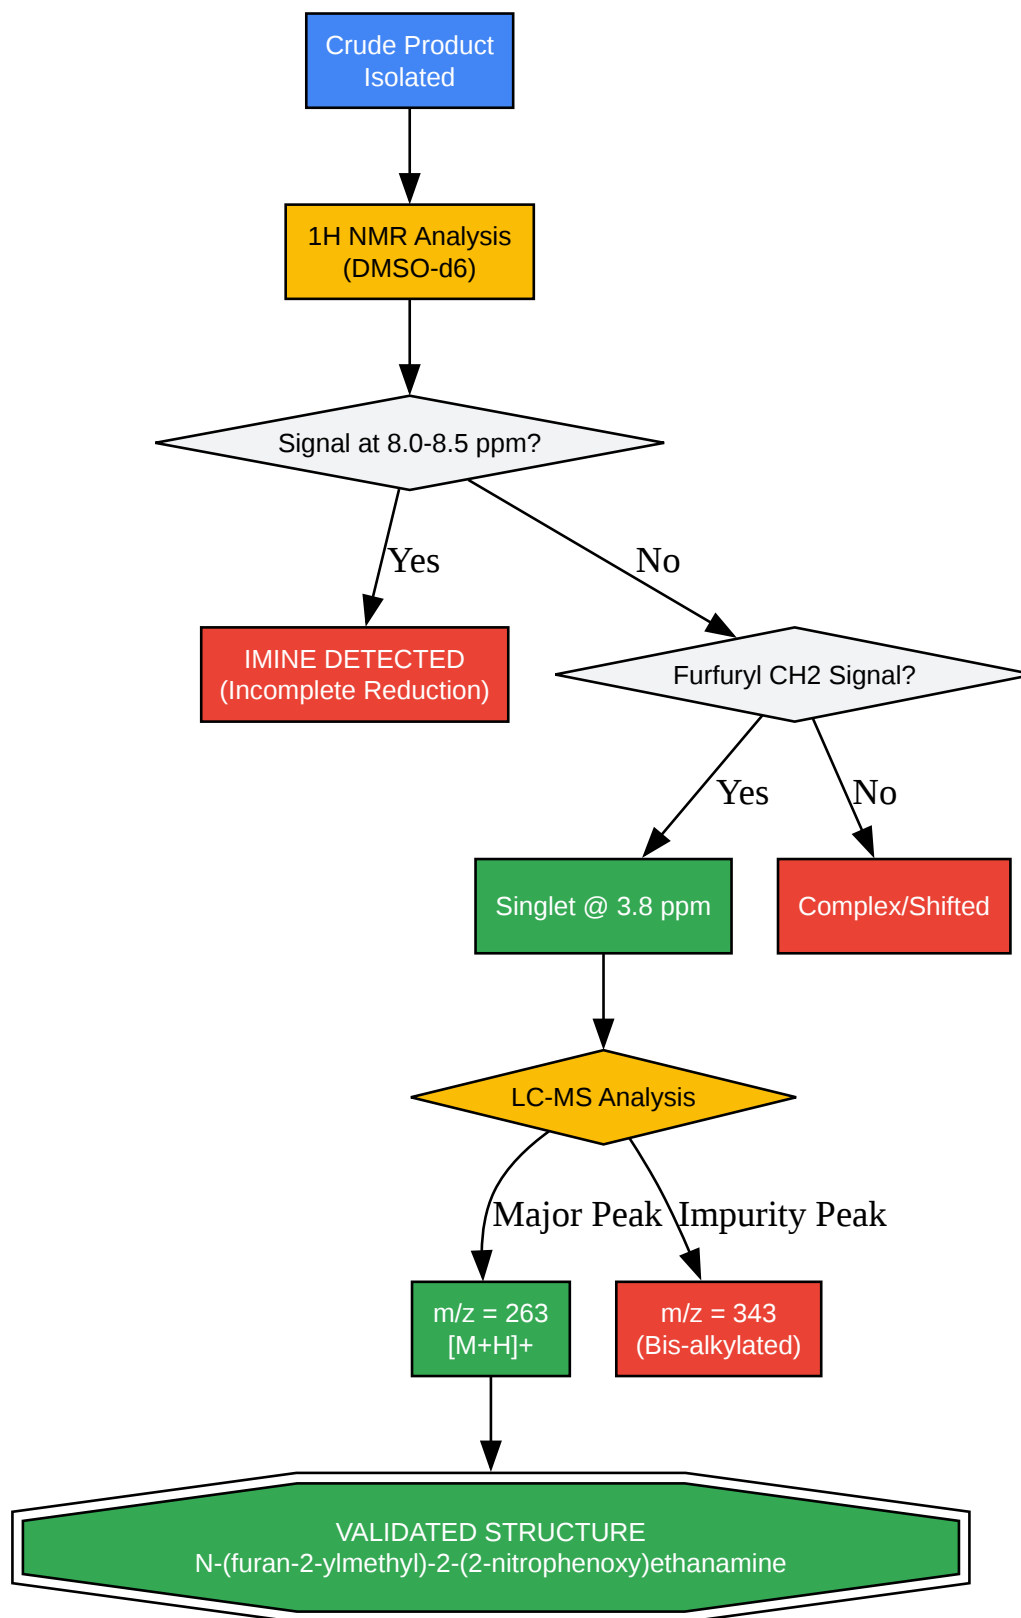 Crude Product
Isolated
1H NMR Analysis
(DMSO-d6)
Signal at 8.0-8.5 ppm?
Yes
No
IMINE DETECTED
(Incomplete Reduction)
Furfuryl CH2 Signal?
Yes
No
Singlet @ 3.8 ppm
Complex/Shifted
LC-MS Analysis
Major Peak
Impurity Peak
m/z = 263
[M+H]+
m/z = 343
(Bis-alkylated)
VALIDATED STRUCTURE
N-(furan-2-ylmethyl)-2-(2-nitrophenoxy)ethanamine